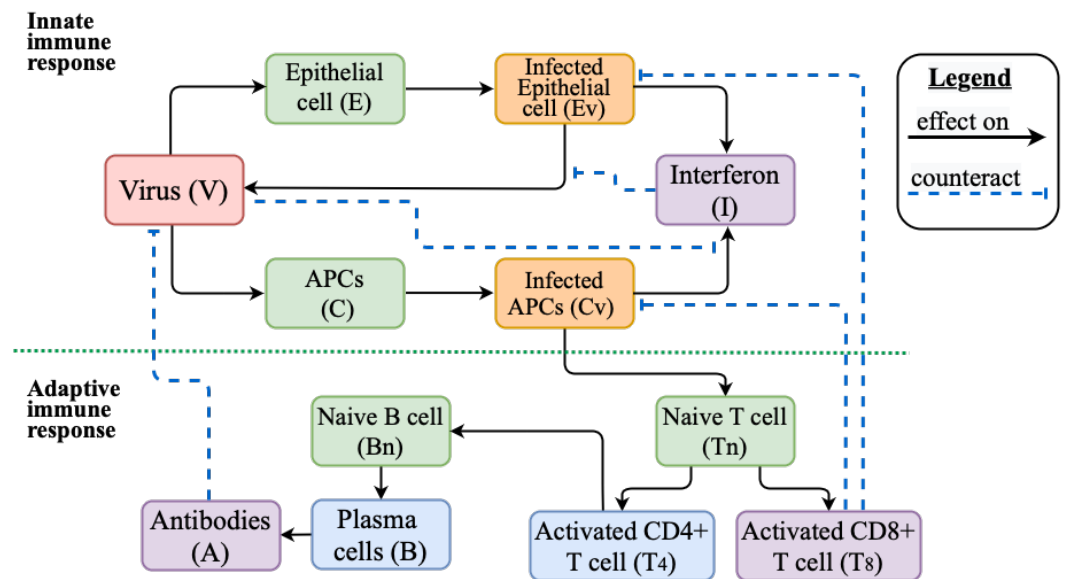 Innate
immune
response
Epithelial
cell (E)
Infected
Epithelial
cell (Ev)
Legend
effect on
counteract
Virus (V)
Interferon
(I)
APCs
(C)
Infected
APCs (Cv)
Adaptive
immune
response
Naive B cell
(Bn)
Naive T cell
(Tn)
Antibodies
(A)
Plasma
cells (B)
Activated CD4+
T cell (T4)
Activated CD8+
T cell (T8)